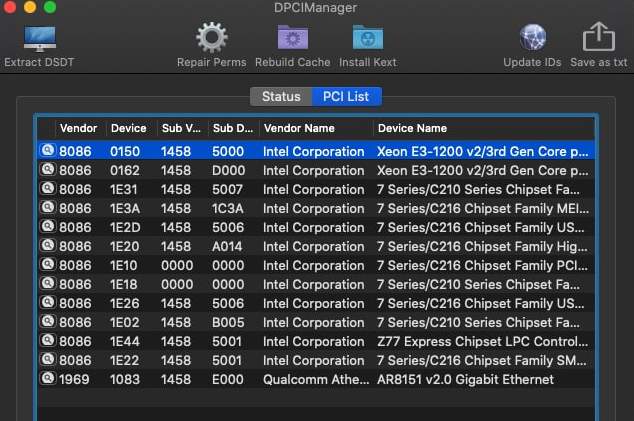 DPCIManager
Extract DSDT Repair Perms Rebuild Cache Install Kext Update IDs Save as txt
Status PCI List
Vendor Device Sub V... Sub D... Vendor Name Device Name
8086 0150 1458 5000 Intel Corporation Xeon E3-1200 v2/3rd Gen Core p...
8086 0162 1458 D000 Intel Corporation Xeon E3-1200 v2/3rd Gen Core p...
8086 1E31 1458 5007 Intel Corporation 7 Series/C210 Series Chipset Fa...
8086 1E3A 1458 1C3A Intel Corporation 7 Series/C216 Chipset Family MEI...
8086 1E2D 1458 5006 Intel Corporation 7 Series/C216 Chipset Family US...
8086 1E20 1458 A014 Intel Corporation 7 Series/C216 Chipset Family Hig...
8086 1E10 0000 0000 Intel Corporation 7 Series/C216 Chipset Family PCI...
8086 1E18 0000 0000 Intel Corporation 7 Series/C210 Series Chipset Fa...
8086 1E26 1458 5006 Intel Corporation 7 Series/C216 Chipset Family US...
8086 1E02 1458 B005 Intel Corporation 7 Series/C210 Series Chipset Fa...
8086 1E44 1458 5001 Intel Corporation Z77 Express Chipset LPC Control...
8086 1E22 1458 5001 Intel Corporation 7 Series/C216 Chipset Family SM...
1969 1083 1458 E000 Qualcomm Athe... AR8151 v2.0 Gigabit Ethernet